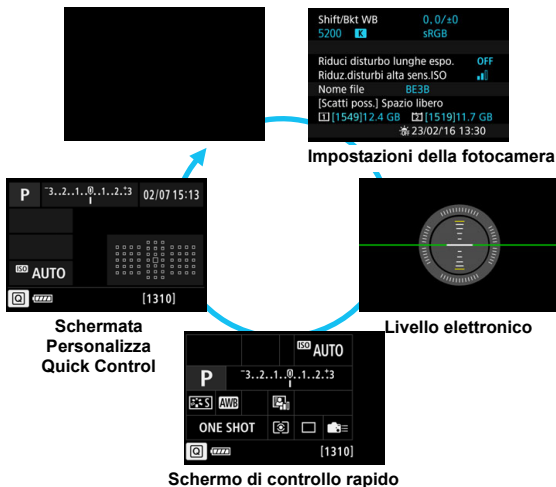 Shift/Bkt WB 0, 0/±0
5200 K sRGB
Riduci disturbo lunghe espo. OFF
Riduz.disturbi alta sens.ISO
Nome file BE3B
[Scatti poss.] Spazio libero
1 [1549]12.4 GB 2 [1519]11.7 GB
23/02/16 13:30
Impostazioni della fotocamera
P -3..2..1..0..1..2..+3 02/07 15:13
ISO AUTO
Q [1310]
Schermata
Personalizza
Quick Control
Livello elettronico
ISO AUTO
P -3..2..1..0..1..2..+3
S AWB
ONE SHOT
Q [1310]
Schermo di controllo rapido